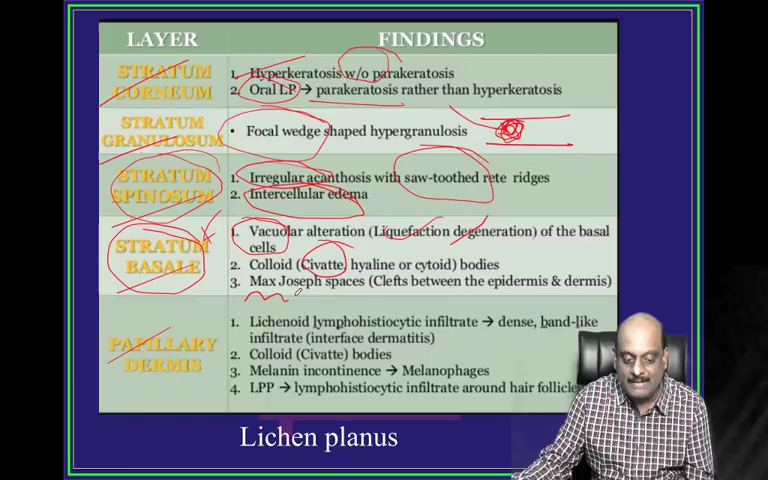 LAYER FINDINGS
STRATUM
CORNEUM
1. Hyperkeratosis w/o parakeratosis
2. Oral LP → parakeratosis rather than hyperkeratosis
STRATUM
GRANULOSUM
• Focal wedge shaped hypergranulosis
STRATUM
SPINOSUM
1. Irregular acanthosis with saw-toothed rete ridges
2. Intercellular edema
STRATUM
BASALE
1. Vacuolar alteration (Liquefaction degeneration) of the basal
cells
2. Colloid (Civatte, hyaline or cytoid) bodies
3. Max Joseph spaces (Clefts between the epidermis & dermis)
PAPILLARY
DERMIS
1. Lichenoid lymphohistiocytic infiltrate → dense, band-like
infiltrate (interface dermatitis)
2. Colloid (Civatte) bodies
3. Melanin incontinence → Melanophages
4. LPP → lymphohistiocytic infiltrate around hair follicle
Lichen planus